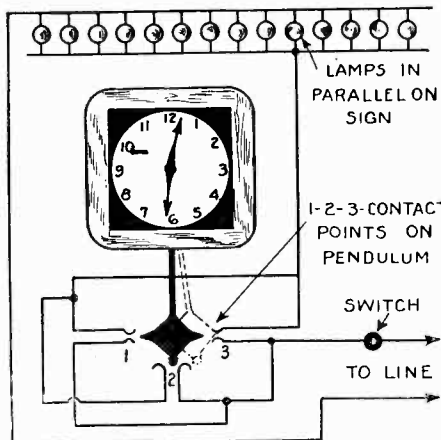 LAMPS IN
PARALLEL ON
SIGN
12
11 1
10 2
9 3
8 4
7 5
6
1-2-3-CONTACT
POINTS ON
PENDULUM
SWITCH
1 3
2
TO LINE